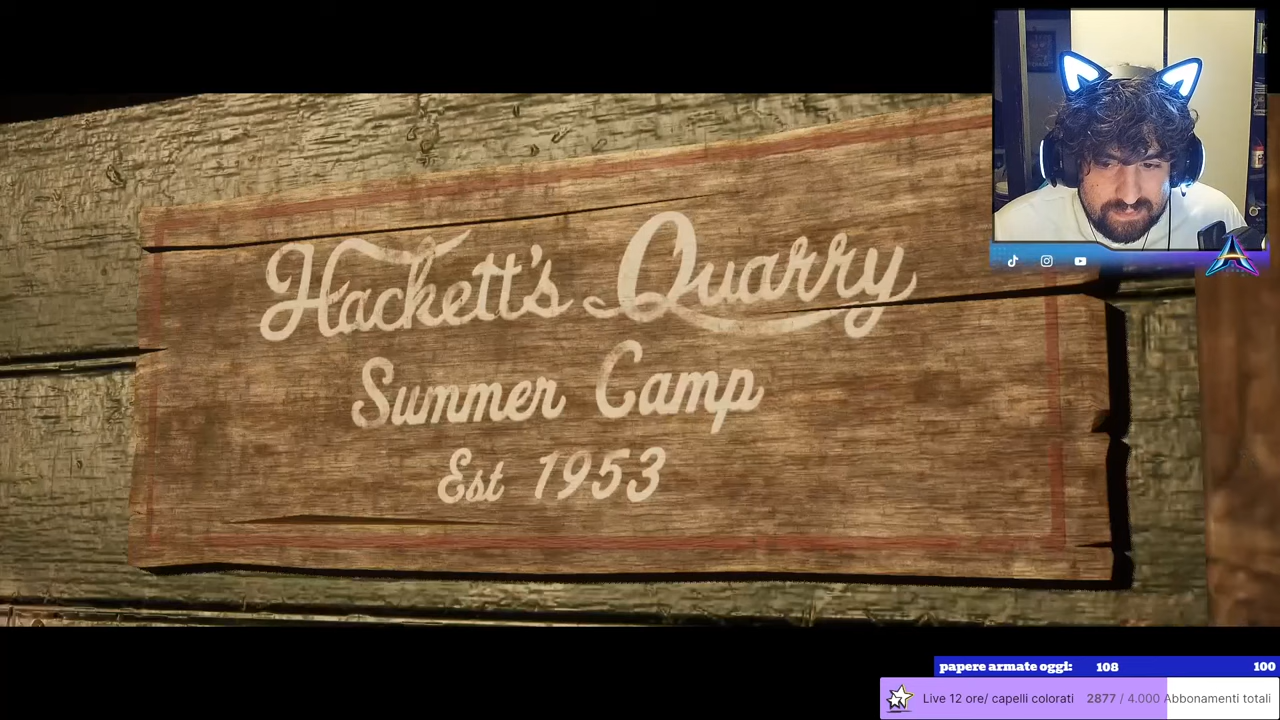 Hackett's Quarry
Summer Camp
Est 1953
papere armate oggi: 108 100
Live 12 ore/ capelli colorati 2877 / 4.000 Abbonamenti totali